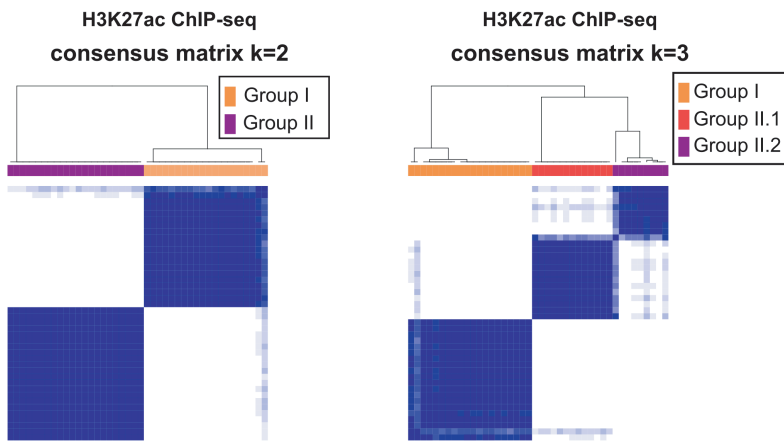 H3K27ac ChIP-seq
consensus matrix k=2
Group I
Group II
H3K27ac ChIP-seq
consensus matrix k=3
Group I
Group II.1
Group II.2